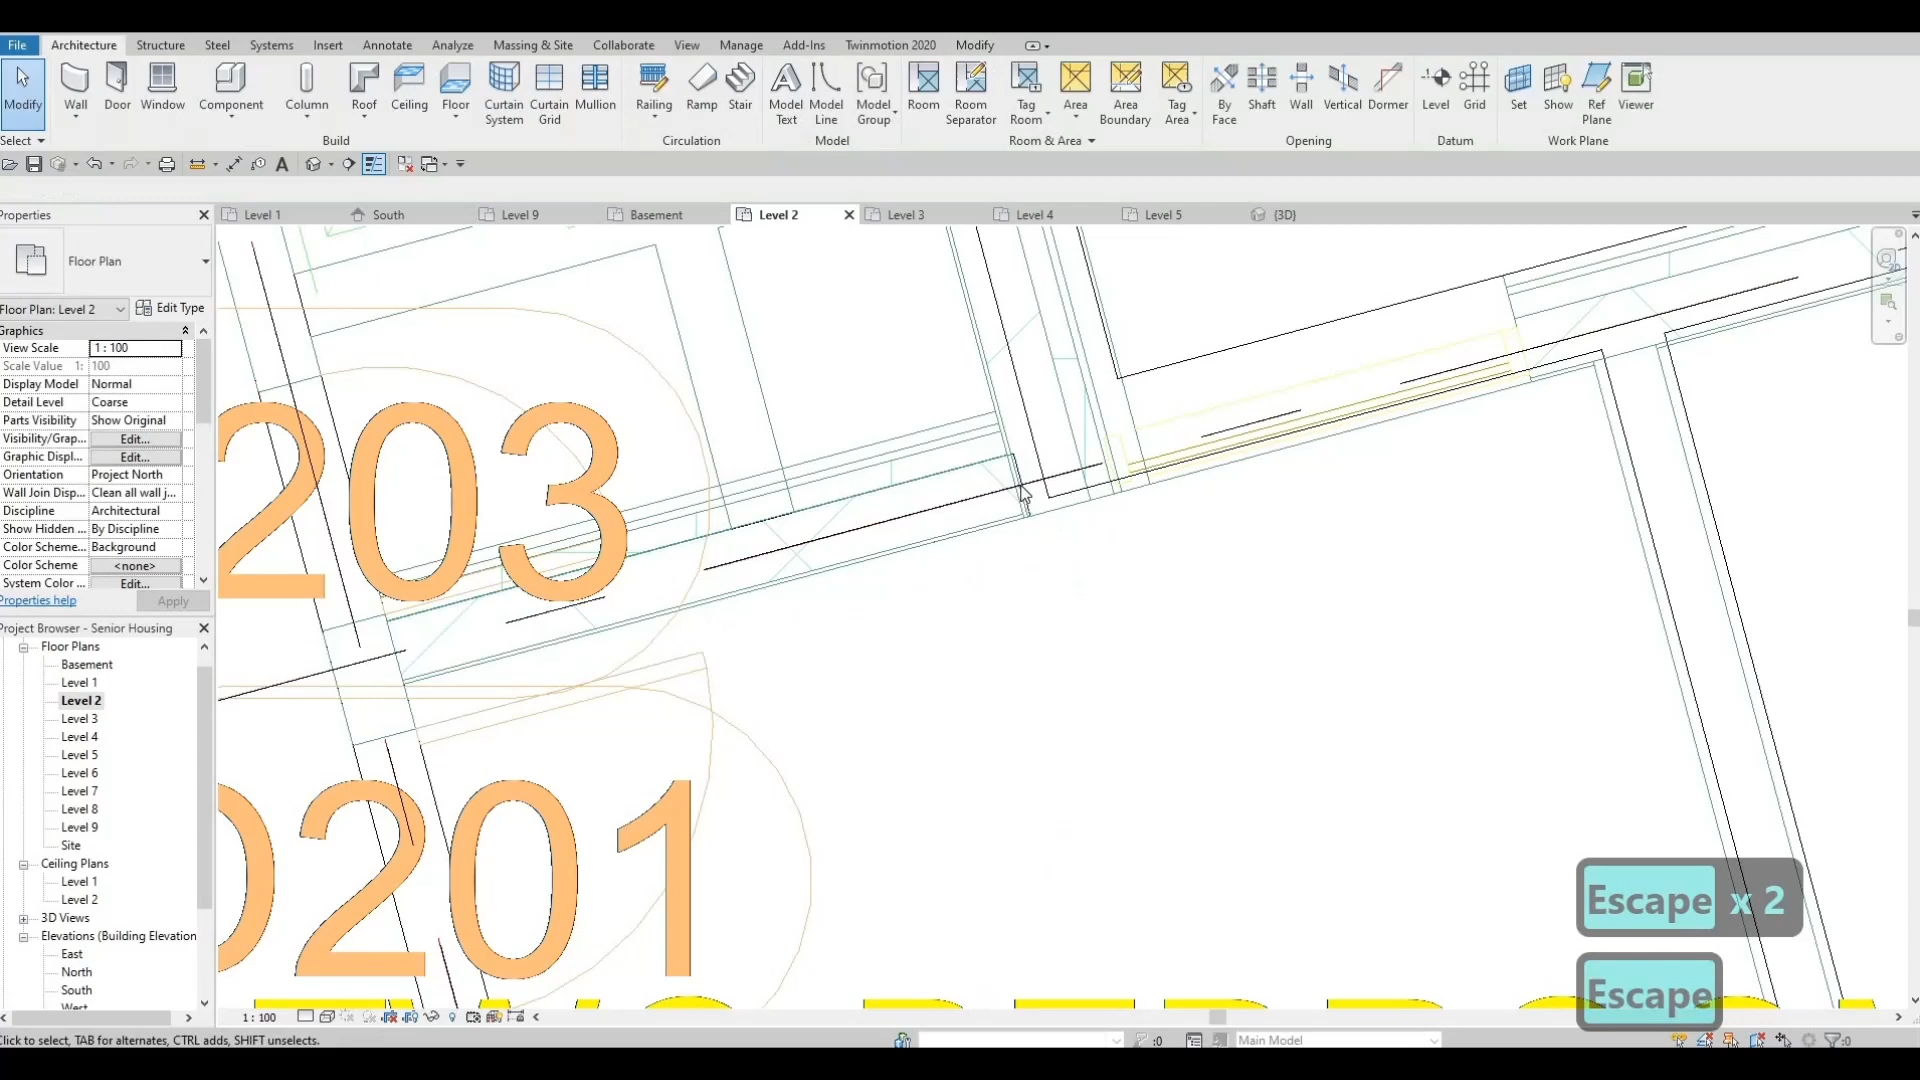 File Architecture Structure Steel Systems Insert Annotate Analyze Massing & Site Collaborate View Manage Add-Ins Twinmotion 2020 Modify
Modify Wall Door Window Component Column Roof Ceiling Floor Curtain System Curtain Grid Mullion Railing Ramp Stair Model Text Model Line Model Group Room Room Separator Tag Room Area Area Boundary Tag Area By Face Shaft Wall Vertical Dormer Level Grid Set Show Ref Plane Viewer
Select Build Circulation Model Room & Area Opening Datum Work Plane
Properties
Level 1 South Level 9 Basement Level 2 Level 3 Level 4 Level 5 {3D}
Floor Plan
Floor Plan: Level 2 Edit Type
Graphics
View Scale 1 : 100
Scale Value 1: 100
Display Model Normal
Detail Level Coarse
Parts Visibility Show Original
Visibility/Grap... Edit...
Graphic Displ... Edit...
Orientation Project North
Wall Join Disp... Clean all wall j...
Discipline Architectural
Show Hidden ... By Discipline
Color Scheme... Background
Color Scheme <none>
System Color ... Edit...
Properties help Apply
Project Browser - Senior Housing
Floor Plans
Basement
Level 1
Level 2
Level 3
Level 4
Level 5
Level 6
Level 7
Level 8
Level 9
Site
Ceiling Plans
Level 1
Level 2
3D Views
Elevations (Building Elevation
East
North
South
West
203
0201
Escape x 2
Escape
1 : 100
Click to select, TAB for alternates, CTRL adds, SHIFT unselects.
:0
Main Model
:0